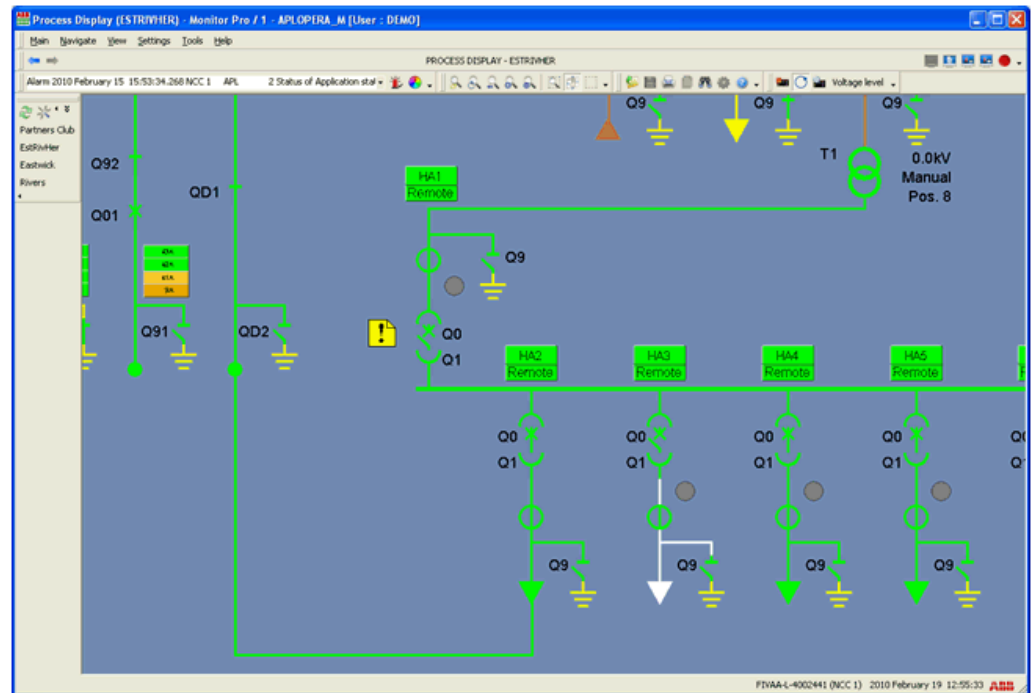 Process Display (ESTRIVHER) - Monitor Pro / 1 - APLOPERA_M [User : DEMO]
Main Navigate View Settings Tools Help
PROCESS DISPLAY - ESTRIVHER
Alarm 2010 February 15 15:53:34.268 NCC 1 APL 2 Status of Application stal
Voltage level
Partners Club
EstRivHer
Eastwick
Rivers
Q9 Q9 Q9
Q92
QD1
Q01
T1
0.0kV
Manual
Pos. 8
HA1
Remote
Q9
Q91
QD2
!
Q0
Q1
HA2 HA3 HA4 HA5
Remote Remote Remote Remote
Q0 Q0 Q0 Q0
Q1 Q1 Q1 Q1
Q9 Q9 Q9 Q9
FIVAA-L-4002441 (NCC 1) 2010 February 19 12:55:33 ABB